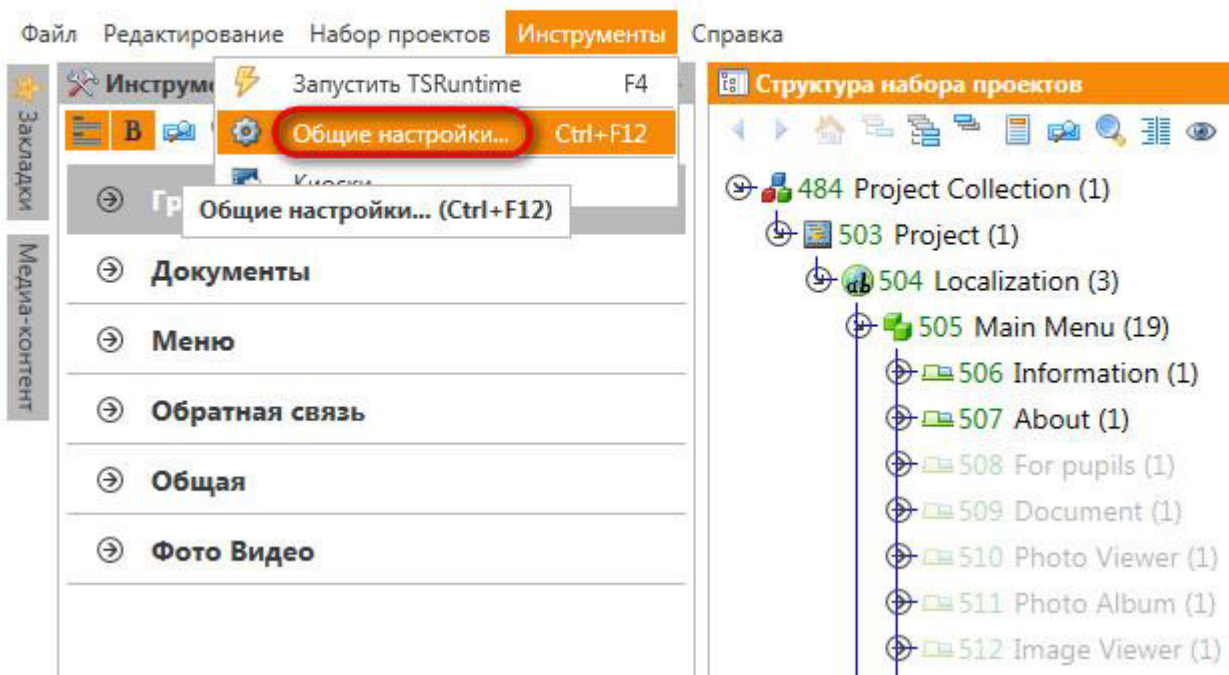 Файл Редактирование Набор проектов Инструменты Справка
Закладки
Медиа-контент
Запустить TSRuntime F4
Общие настройки... Ctrl+F12
Киоски
Общие настройки... (Ctrl+F12)
B
Документы
Меню
Обратная связь
Общая
Фото Видео
Структура набора проектов
484 Project Collection (1)
503 Project (1)
504 Localization (3)
505 Main Menu (19)
506 Information (1)
507 About (1)
508 For pupils (1)
509 Document (1)
510 Photo Viewer (1)
511 Photo Album (1)
512 Image Viewer (1)